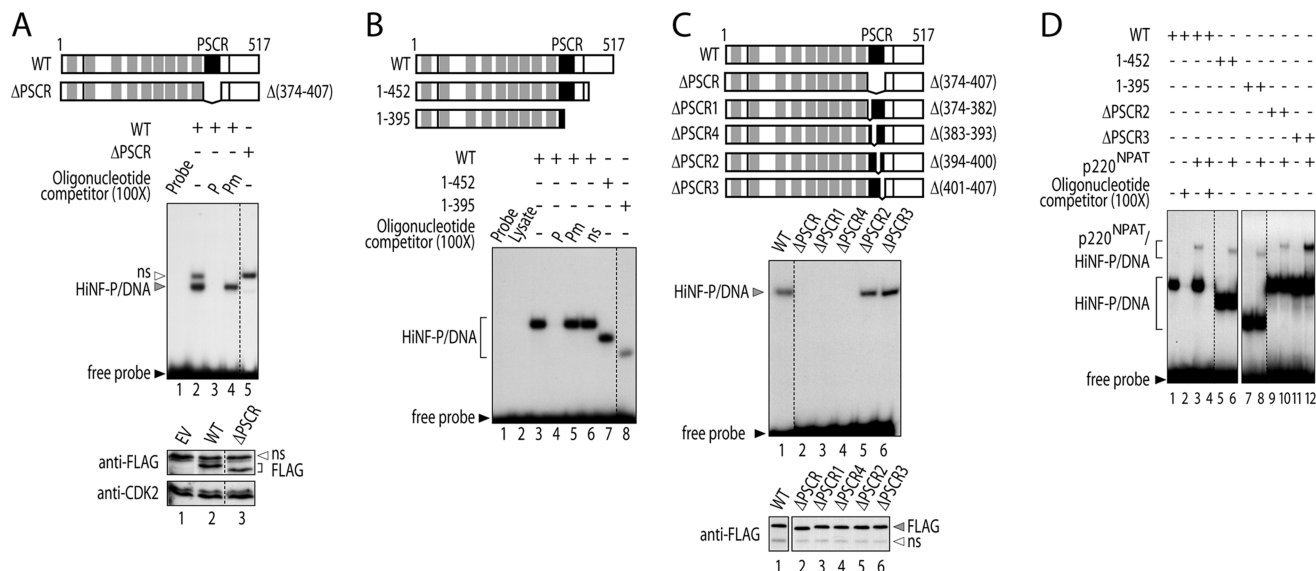 A
1 PSCR 517
WT
ΔPSCR Δ(374-407)
WT + + + -
ΔPSCR - - - +
Oligonucleotide
competitor (100X) Probe - P Pm -
ns
HiNF-P/DNA
free probe
1 2 3 4 5
EV WT ΔPSCR
anti-FLAG ns
FLAG
anti-CDK2
1 2 3
B
1 PSCR 517
WT
1-452
1-395
WT + + + + - -
1-452 - - - - + -
1-395 - - - - - +
Oligonucleotide
competitor (100X) Probe Lysate - P Pm ns - -
HiNF-P/DNA
free probe
1 2 3 4 5 6 7 8
C
1 PSCR 517
WT
ΔPSCR Δ(374-407)
ΔPSCR1 Δ(374-382)
ΔPSCR4 Δ(383-393)
ΔPSCR2 Δ(394-400)
ΔPSCR3 Δ(401-407)
WT ΔPSCR ΔPSCR1 ΔPSCR4 ΔPSCR2 ΔPSCR3
HiNF-P/DNA
free probe
1 2 3 4 5 6
WT ΔPSCR ΔPSCR1 ΔPSCR4 ΔPSCR2 ΔPSCR3
anti-FLAG FLAG
ns
1 2 3 4 5 6
D
WT + + + + - - - - - - - -
1-452 - - - - + + - - - - - -
1-395 - - - - - - + + - - - -
ΔPSCR2 - - - - - - - - + + - -
ΔPSCR3 - - - - - - - - - - + +
p220NPAT - - + + - + - + - + - +
Oligonucleotide
competitor (100X) - + - + - - - - - - - -
p220NPAT/
HiNF-P/DNA
HiNF-P/DNA
free probe
1 2 3 4 5 6 7 8 9 10 11 12